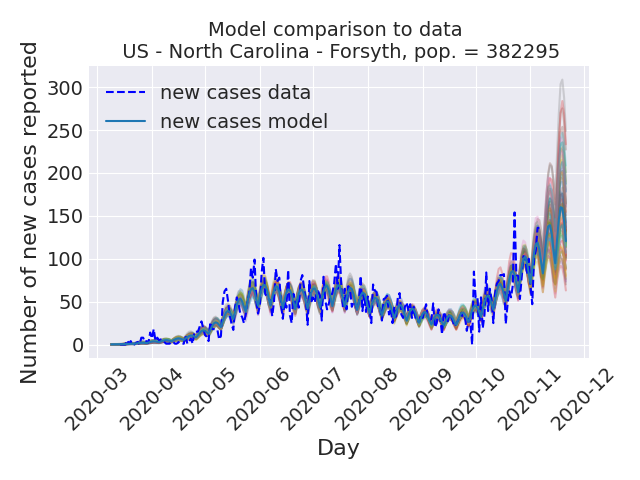 Model comparison to data
US - North Carolina - Forsyth, pop. = 382295
Number of new cases reported
300
250
200
150
100
50
0
new cases data
new cases model
2020-03
2020-04
2020-05
2020-06
2020-07
2020-08
2020-09
2020-10
2020-11
2020-12
Day